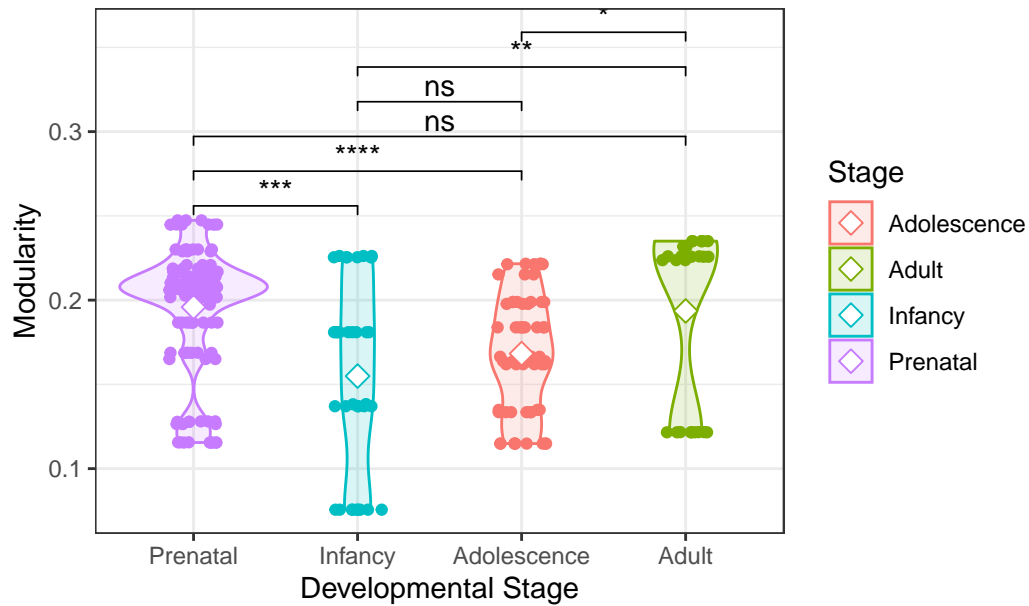 *
**
ns
ns
****
***
0.3
0.2
0.1
Modularity
Prenatal
Infancy
Adolescence
Adult
Developmental Stage
Stage
Adolescence
Adult
Infancy
Prenatal